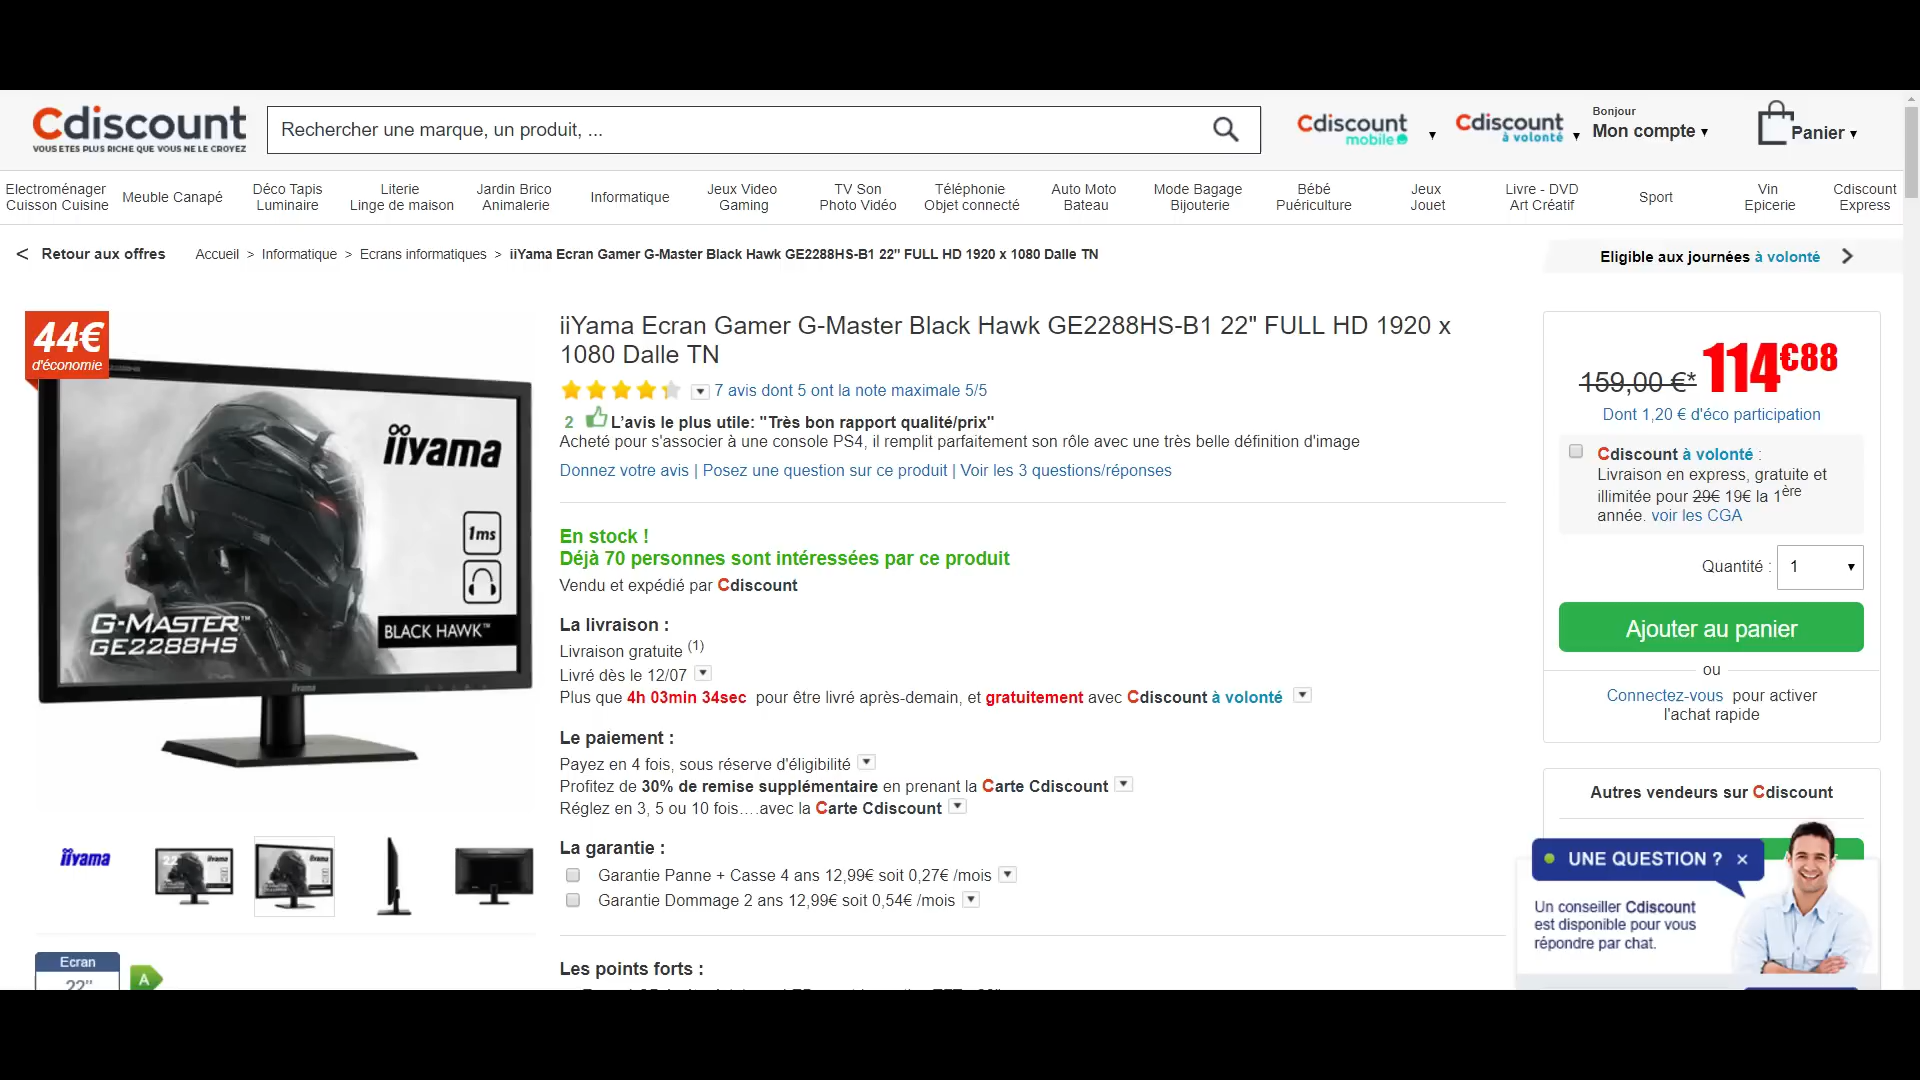 Cdiscount
VOUS ETES PLUS RICHE QUE VOUS NE LE CROYEZ
Rechercher une marque, un produit, ...
Cdiscount
mobile
Cdiscount
à volonté
Bonjour
Mon compte
Panier
Electroménager
Cuisson Cuisine
Meuble Canapé
Déco Tapis
Luminaire
Literie
Linge de maison
Jardin Brico
Animalerie
Informatique
Jeux Video
Gaming
TV Son
Photo Vidéo
Téléphonie
Objet connecté
Auto Moto
Bateau
Mode Bagage
Bijouterie
Bébé
Puériculture
Jeux
Jouet
Livre - DVD
Art Créatif
Sport
Vin
Epicerie
Cdiscount
Express
< Retour aux offres
Accueil > Informatique > Ecrans informatiques > iiYama Ecran Gamer G-Master Black Hawk GE2288HS-B1 22" FULL HD 1920 x 1080 Dalle TN
Eligible aux journées à volonté
44€
d'économie
iiyama
1ms
G-MASTER™
GE2288HS
BLACK HAWK™
iiyama
iiyama
22
iiyama
iiyama
Ecran
22"
A
iiYama Ecran Gamer G-Master Black Hawk GE2288HS-B1 22" FULL HD 1920 x
1080 Dalle TN
7 avis dont 5 ont la note maximale 5/5
2 L'avis le plus utile: "Très bon rapport qualité/prix"
Acheté pour s'associer à une console PS4, il remplit parfaitement son rôle avec une très belle définition d'image
Donnez votre avis | Posez une question sur ce produit | Voir les 3 questions/réponses
En stock !
Déjà 70 personnes sont intéressées par ce produit
Vendu et expédié par Cdiscount
La livraison :
Livraison gratuite (1)
Livré dès le 12/07
Plus que 4h 03min 34sec pour être livré après-demain, et gratuitement avec Cdiscount à volonté
Le paiement :
Payez en 4 fois, sous réserve d'éligibilité
Profitez de 30% de remise supplémentaire en prenant la Carte Cdiscount
Réglez en 3, 5 ou 10 fois….avec la Carte Cdiscount
La garantie :
Garantie Panne + Casse 4 ans 12,99€ soit 0,27€ /mois
Garantie Dommage 2 ans 12,99€ soit 0,54€ /mois
Les points forts :
159,00 €* 114€88
Dont 1,20 € d'éco participation
Cdiscount à volonté :
Livraison en express, gratuite et
illimitée pour 29€ 19€ la 1ère
année. voir les CGA
Quantité : 1
Ajouter au panier
ou
Connectez-vous pour activer
l'achat rapide
Autres vendeurs sur Cdiscount
UNE QUESTION ? ×
Un conseiller Cdiscount
est disponible pour vous
répondre par chat.